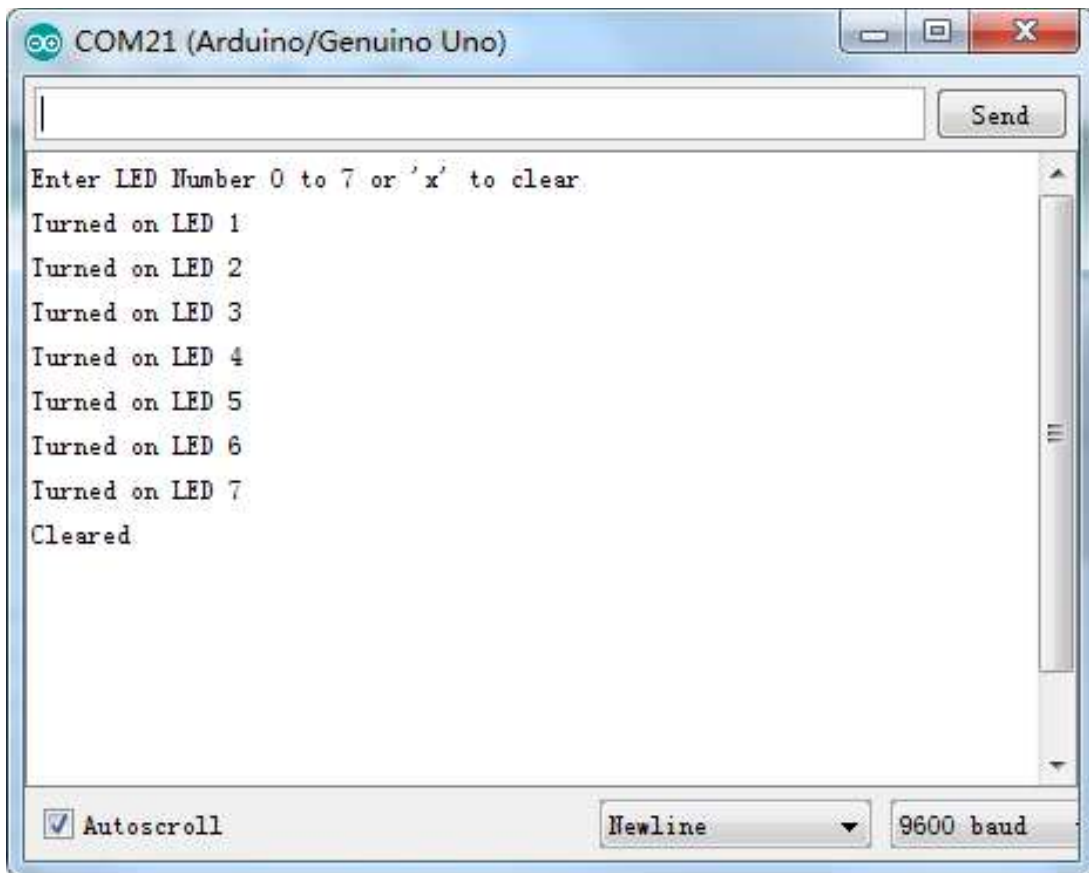 COM21 (Arduino/Genuino Uno)
Send
Enter LED Number 0 to 7 or 'x' to clear
Turned on LED 1
Turned on LED 2
Turned on LED 3
Turned on LED 4
Turned on LED 5
Turned on LED 6
Turned on LED 7
Cleared
Autoscroll Newline 9600 baud